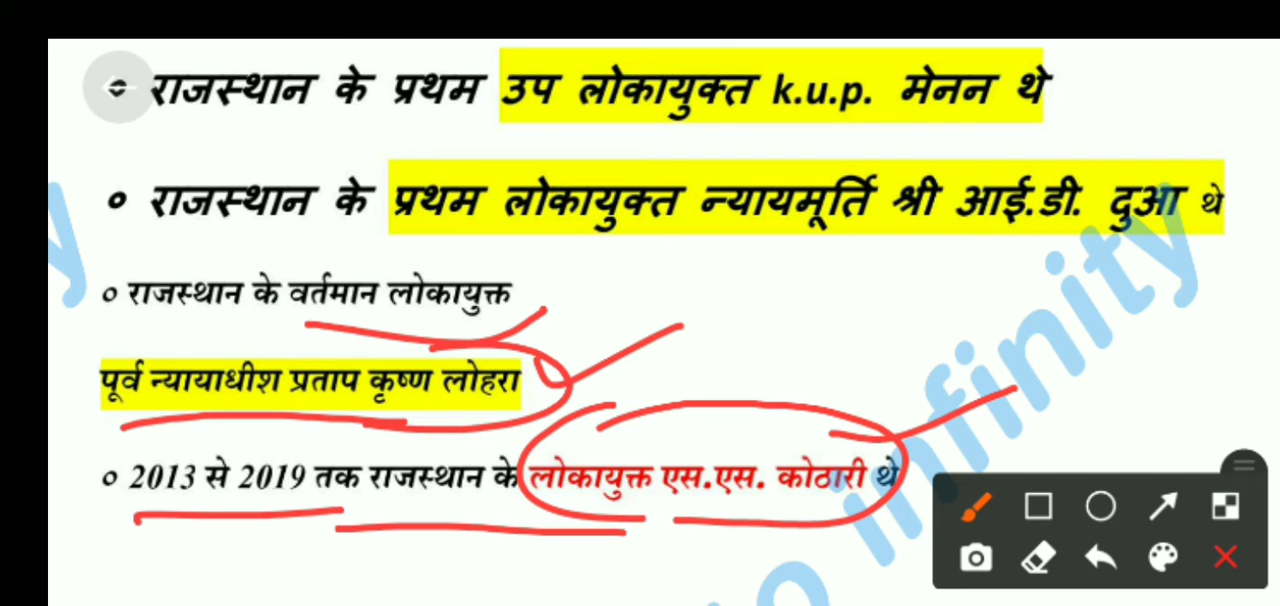 राजस्थान के प्रथम उप लोकायुक्त k.u.p. मेनन थे
राजस्थान के प्रथम लोकायुक्त न्यायमूर्ति श्री आई.डी. दुआ थे
राजस्थान के वर्तमान लोकायुक्त
पूर्व न्यायाधीश प्रताप कृष्ण लोहरा
2013 से 2019 तक राजस्थान के लोकायुक्त एस.एस. कोठारी थे
infinity